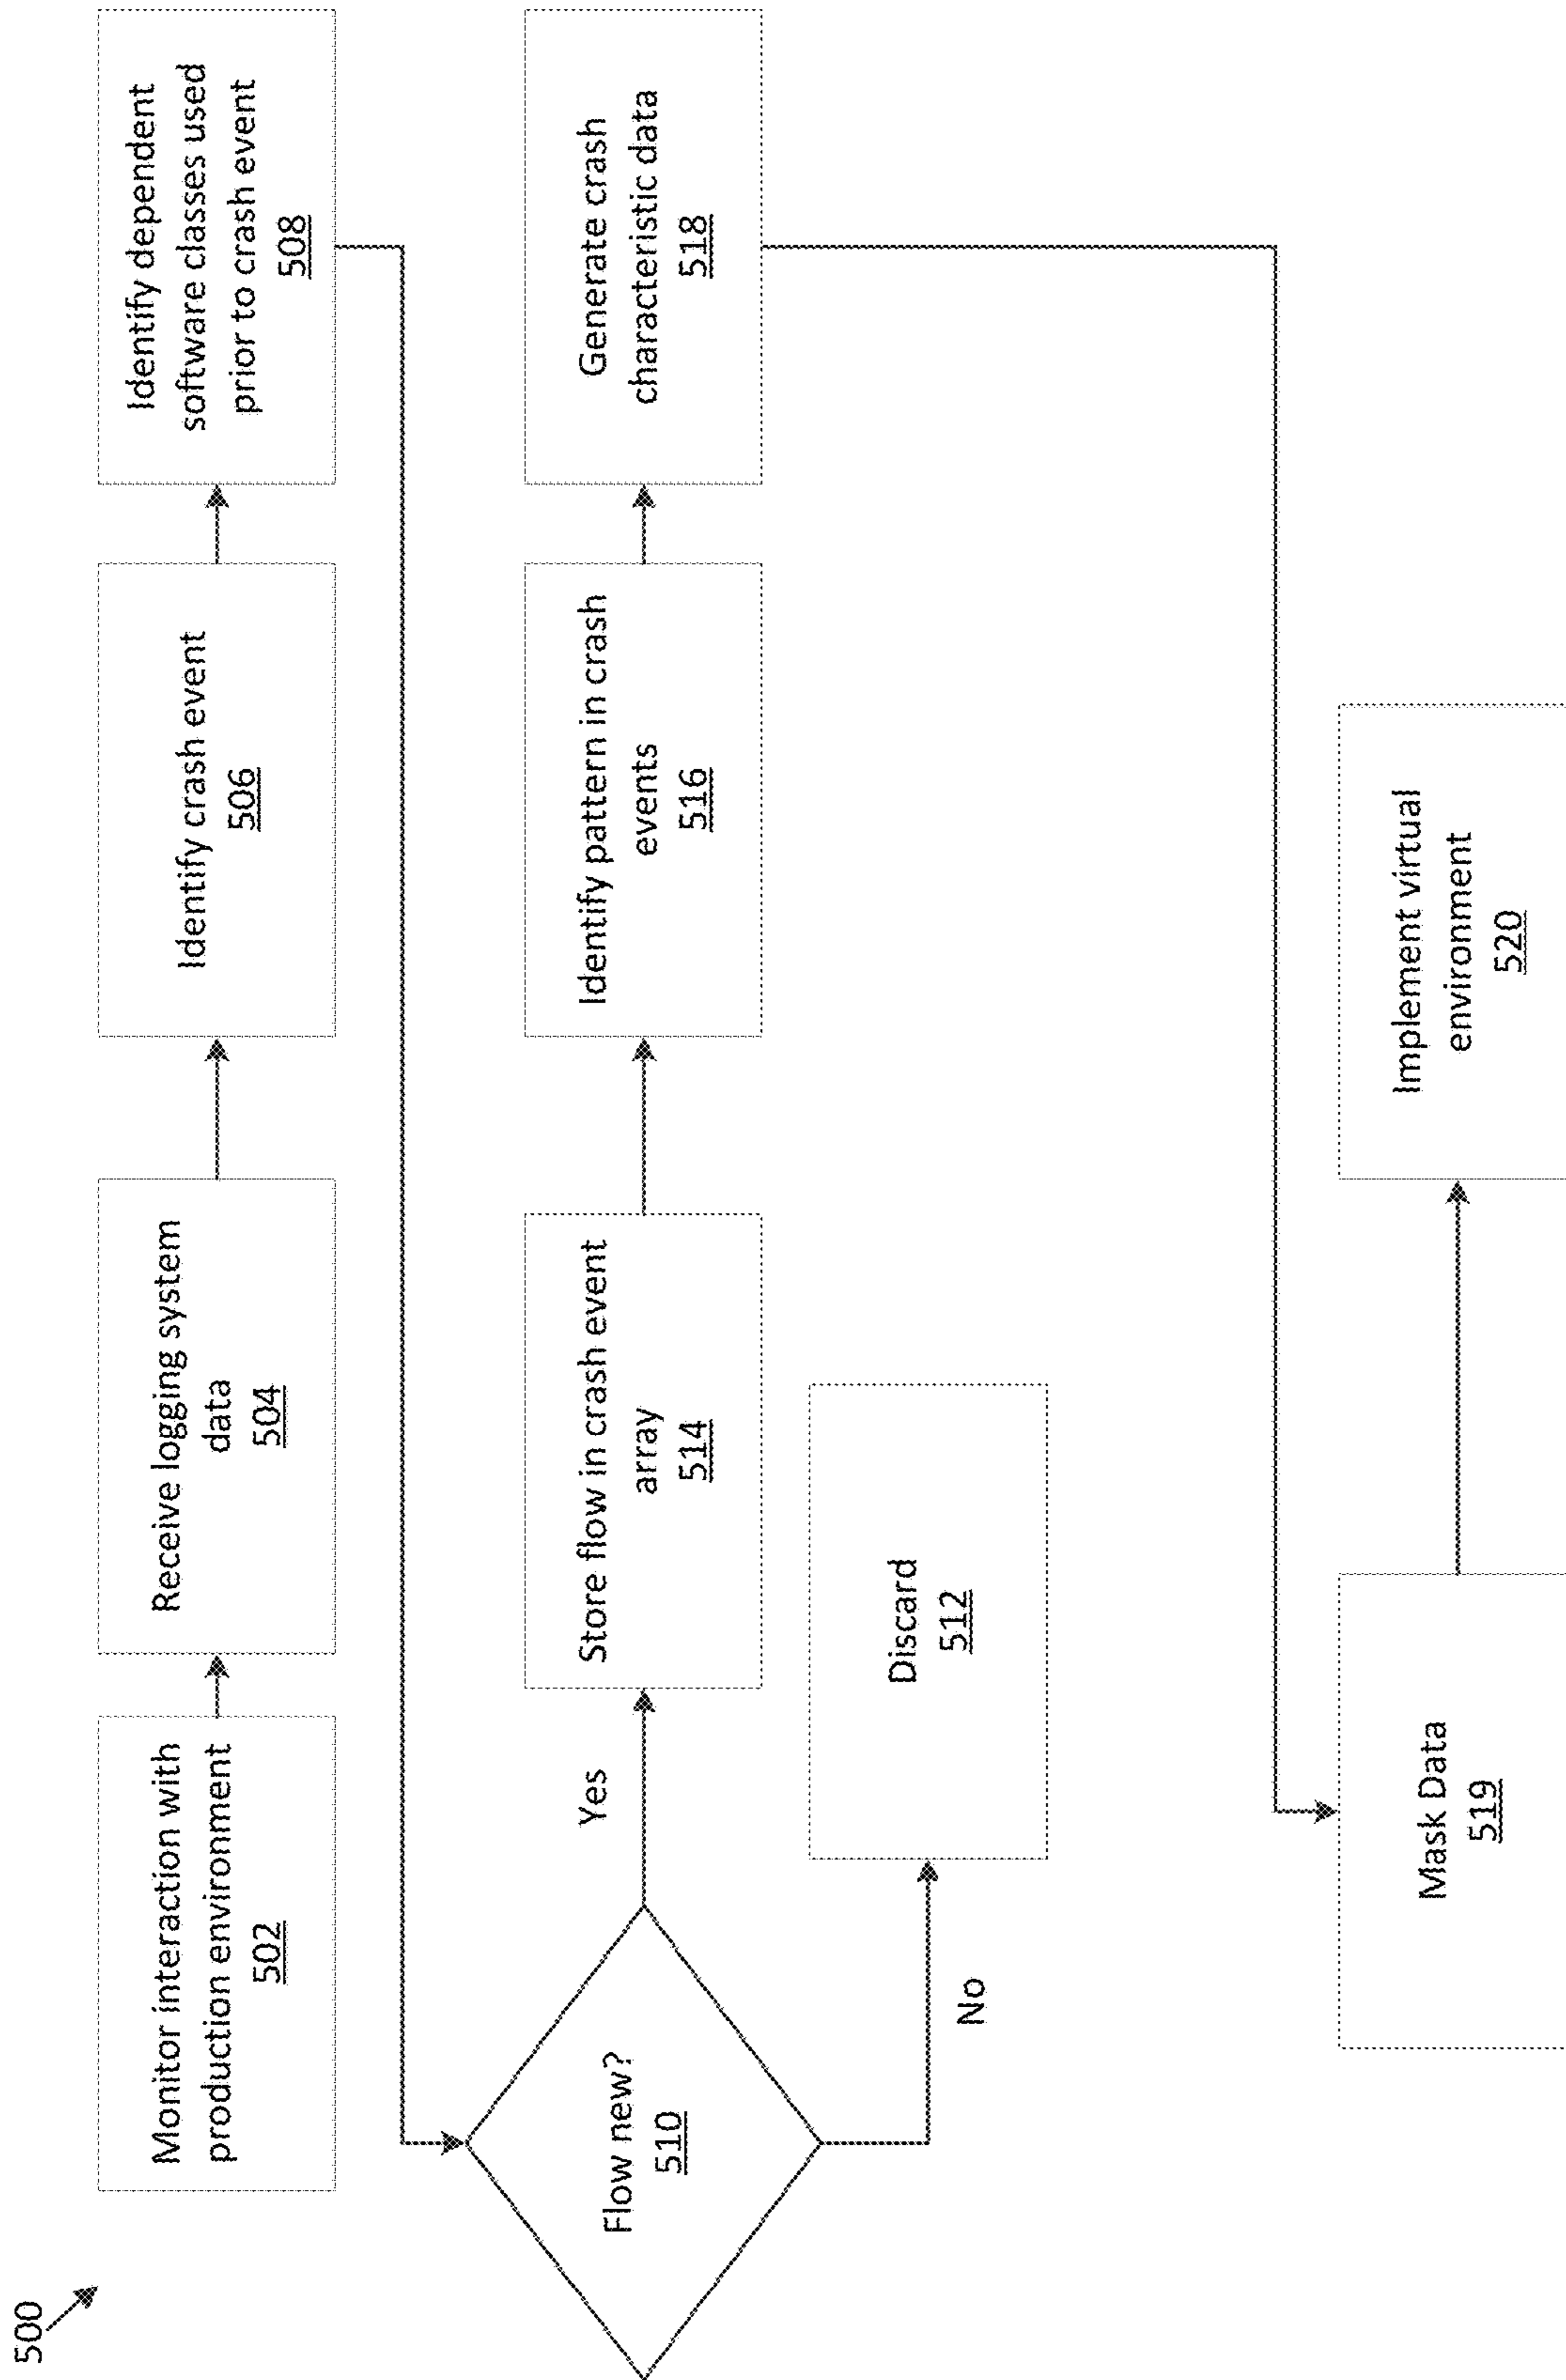 500
Monitor interaction with
production environment
502
Receive logging system
data
504
Identify crash event
506
Identify dependent
software classes used
prior to crash event
508
Flow new?
510
Yes
No
Store flow in crash event
array
514
Discard
512
Identify pattern in crash
events
516
Generate crash
characteristic data
518
Mask Data
519
Implement virtual
environment
520